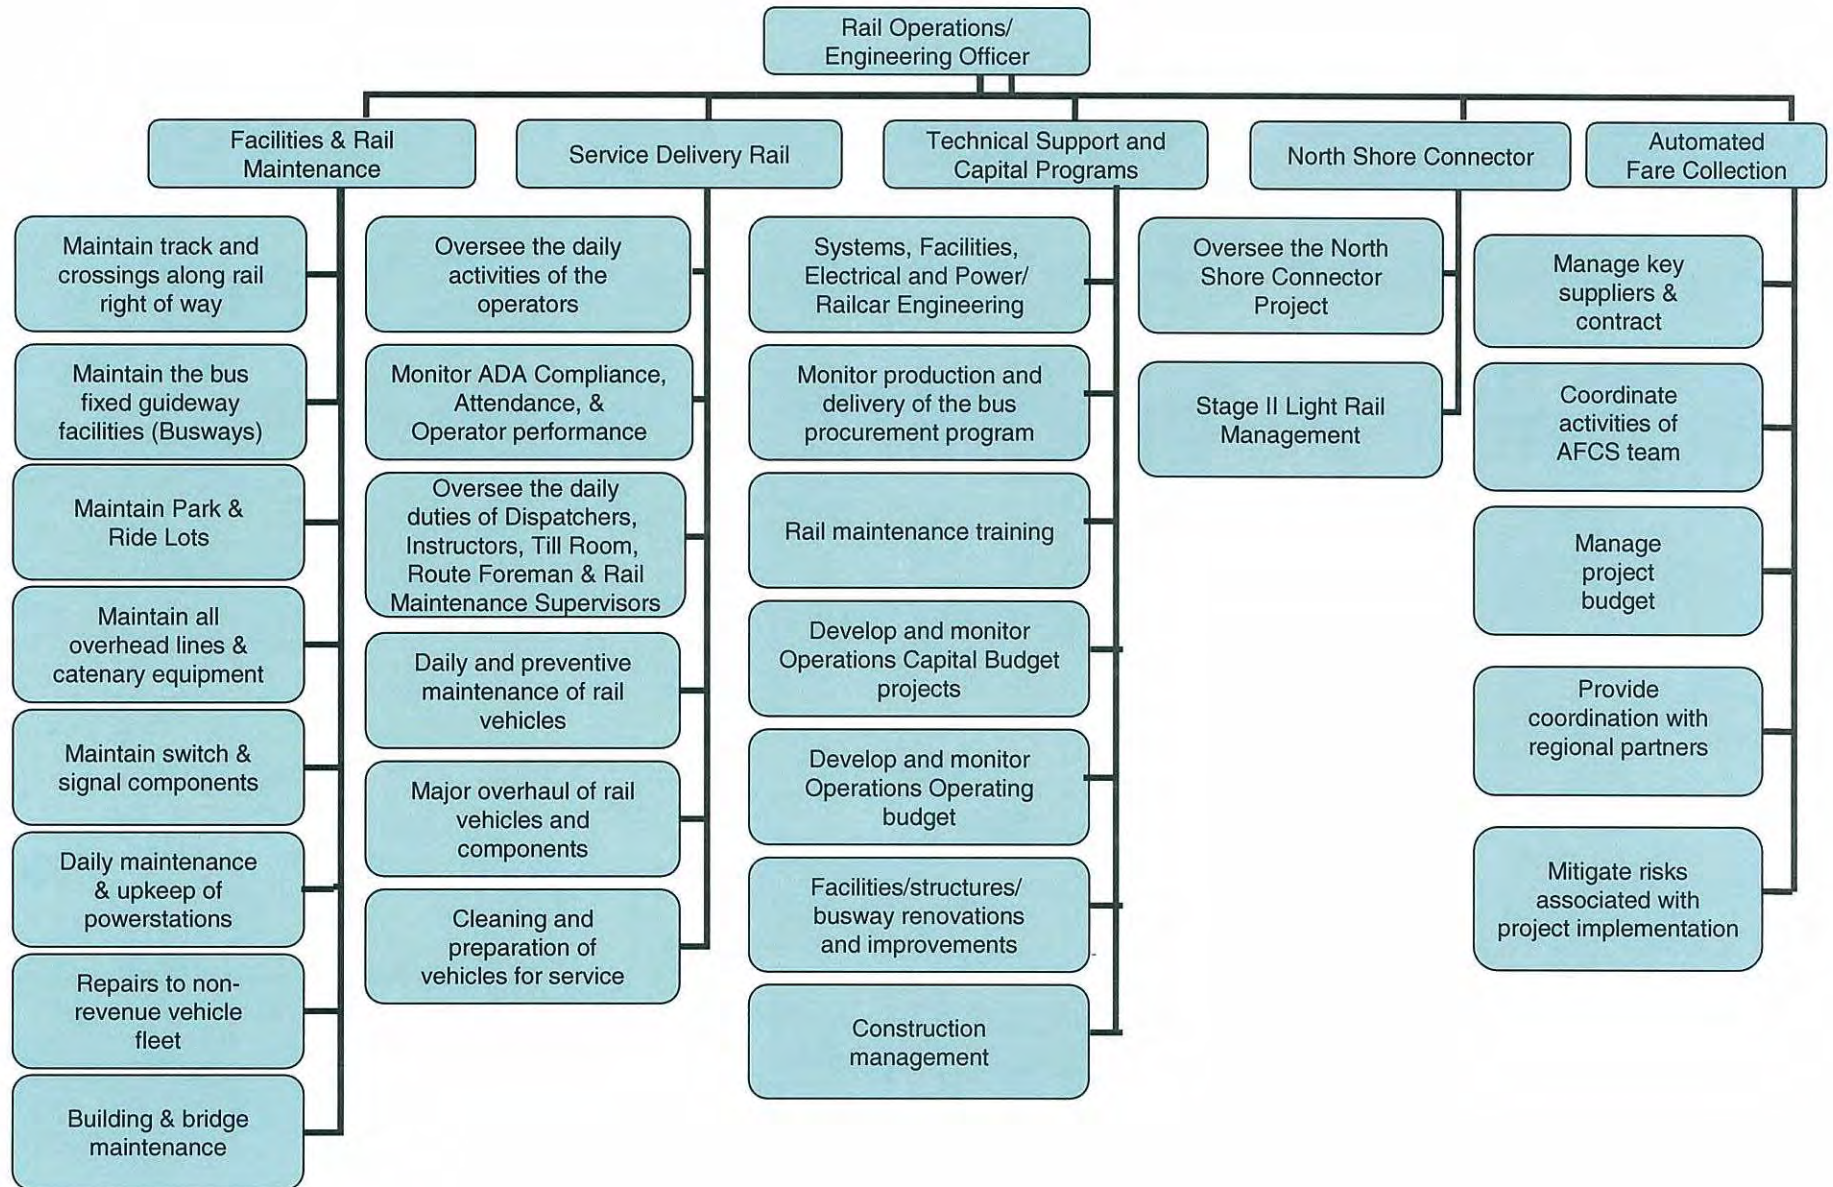 Rail Operations/
Engineering Officer
Facilities & Rail
Maintenance
Service Delivery Rail
Technical Support and
Capital Programs
North Shore Connector
Automated
Fare Collection
Maintain track and
crossings along rail
right of way
Maintain the bus
fixed guideway
facilities (Busways)
Maintain Park &
Ride Lots
Maintain all
overhead lines &
catenary equipment
Maintain switch &
signal components
Daily maintenance
& upkeep of
powerstations
Repairs to non-
revenue vehicle
fleet
Building & bridge
maintenance
Oversee the daily
activities of the
operators
Monitor ADA Compliance,
Attendance, &
Operator performance
Oversee the daily
duties of Dispatchers,
Instructors, Till Room,
Route Foreman & Rail
Maintenance Supervisors
Daily and preventive
maintenance of rail
vehicles
Major overhaul of rail
vehicles and
components
Cleaning and
preparation of
vehicles for service
Systems, Facilities,
Electrical and Power/
Railcar Engineering
Monitor production and
delivery of the bus
procurement program
Rail maintenance training
Develop and monitor
Operations Capital Budget
projects
Develop and monitor
Operations Operating
budget
Facilities/structures/
busway renovations
and improvements
Construction
management
Oversee the North
Shore Connector
Project
Stage II Light Rail
Management
Manage key
suppliers &
contract
Coordinate
activities of
AFCS team
Manage
project
budget
Provide
coordination with
regional partners
Mitigate risks
associated with
project implementation